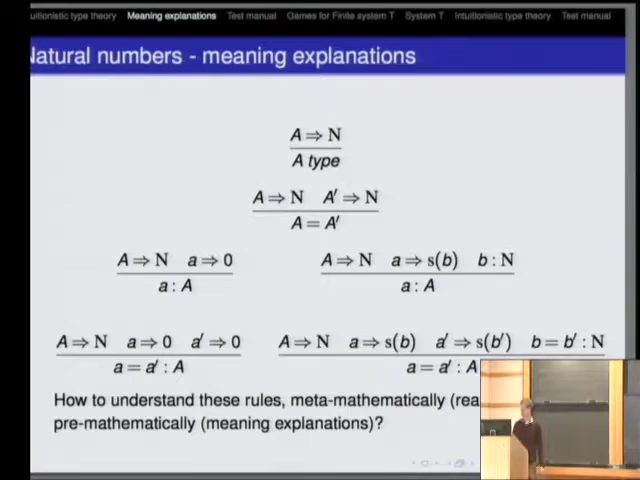 uitionistic type theory Meaning explanations Test manual Games for Finite system T System T Intuitionistic type theory Test manual
Natural numbers - meaning explanations
A ⇒ N
A type
A ⇒ N A′ ⇒ N
A = A′
A ⇒ N a ⇒ 0
a : A
A ⇒ N a ⇒ s(b) b : N
a : A
A ⇒ N a ⇒ 0 a′ ⇒ 0
a = a′ : A
A ⇒ N a ⇒ s(b) a′ ⇒ s(b′) b = b′ : N
a = a′ : A
How to understand these rules, meta-mathematically (rea
pre-mathematically (meaning explanations)?